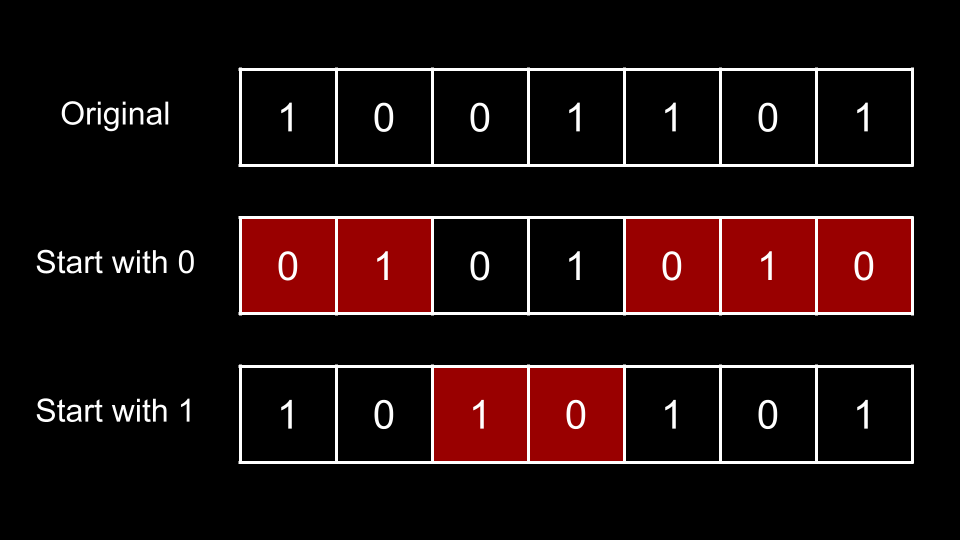 Original 1 0 0 1 1 0 1
Start with 0 0 1 0 1 0 1 0
Start with 1 1 0 1 0 1 0 1